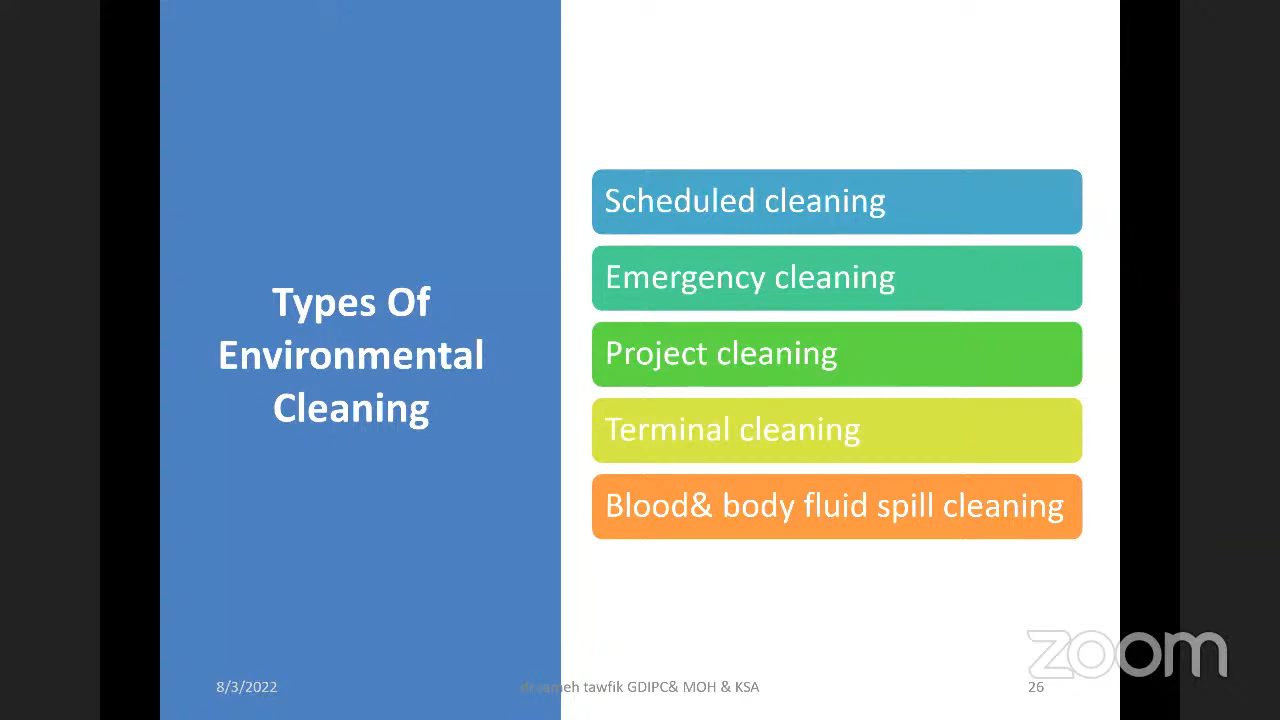 Types Of
Environmental
Cleaning
Scheduled cleaning
Emergency cleaning
Project cleaning
Terminal cleaning
Blood& body fluid spill cleaning
8/3/2022
dr.sameh tawfik GDIPC& MOH & KSA
26
zoom